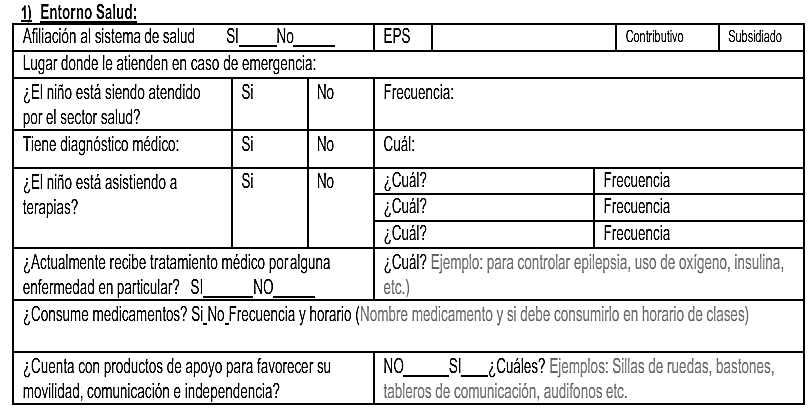 1) Entorno Salud:
Afiliación al sistema de salud SI_____No_____ EPS Contributivo Subsidiado
Lugar donde le atienden en caso de emergencia:
¿El niño está siendo atendido por el sector salud? Si No Frecuencia:
Tiene diagnóstico médico: Si No Cuál:
¿El niño está asistiendo a terapias? Si No
¿Cuál? Frecuencia
¿Cuál? Frecuencia
¿Cuál? Frecuencia
¿Actualmente recibe tratamiento médico por alguna
enfermedad en particular? SI______NO_____
¿Cuál? Ejemplo: para controlar epilepsia, uso de oxígeno, insulina,
etc.)
¿Consume medicamentos? Si_No_Frecuencia y horario (Nombre medicamento y si debe consumirlo en horario de clases)
¿Cuenta con productos de apoyo para favorecer su
movilidad, comunicación e independencia?
NO_____SI___¿Cuáles? Ejemplos: Sillas de ruedas, bastones,
tableros de comunicación, audifonos etc.